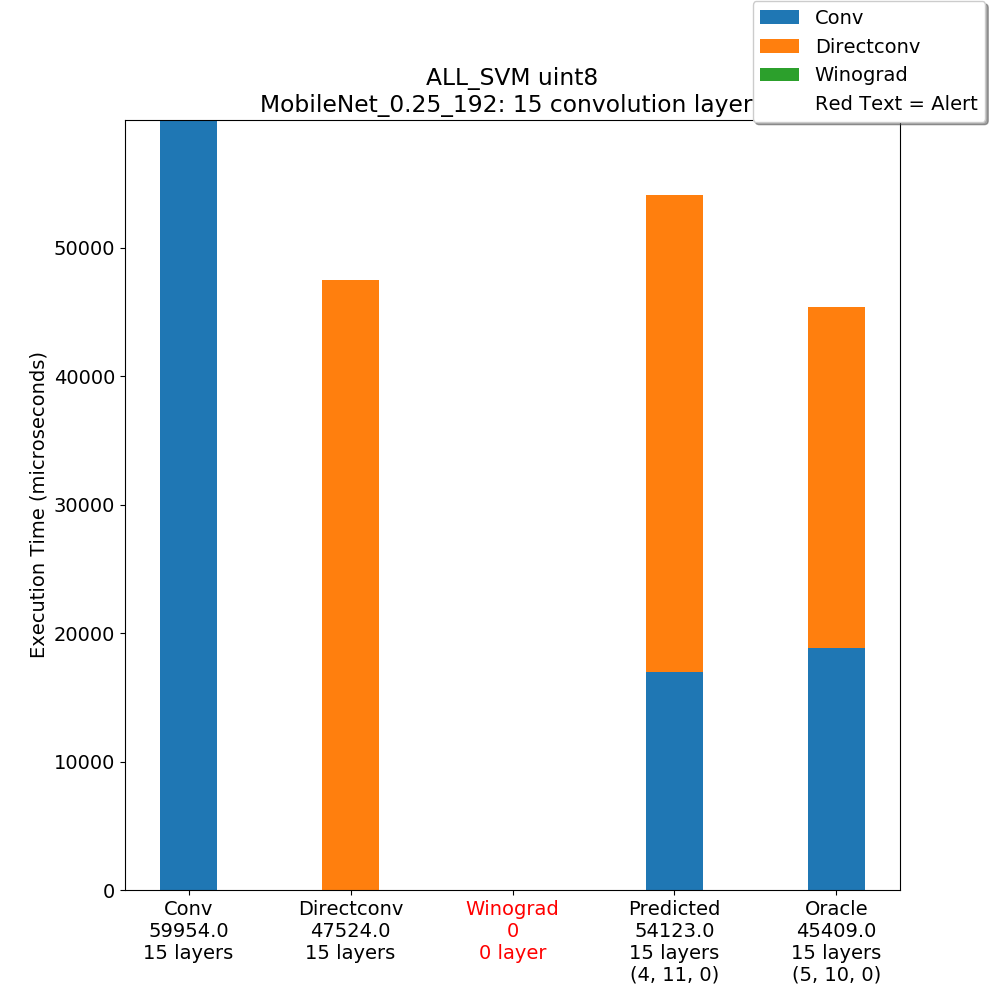 Conv
Directconv
Winograd
Red Text = Alert
ALL_SVM uint8
MobileNet_0.25_192: 15 convolution layer
Execution Time (microseconds)
50000
40000
30000
20000
10000
0
Conv
59954.0
15 layers
Directconv
47524.0
15 layers
Winograd
0
0 layer
Predicted
54123.0
15 layers
(4, 11, 0)
Oracle
45409.0
15 layers
(5, 10, 0)